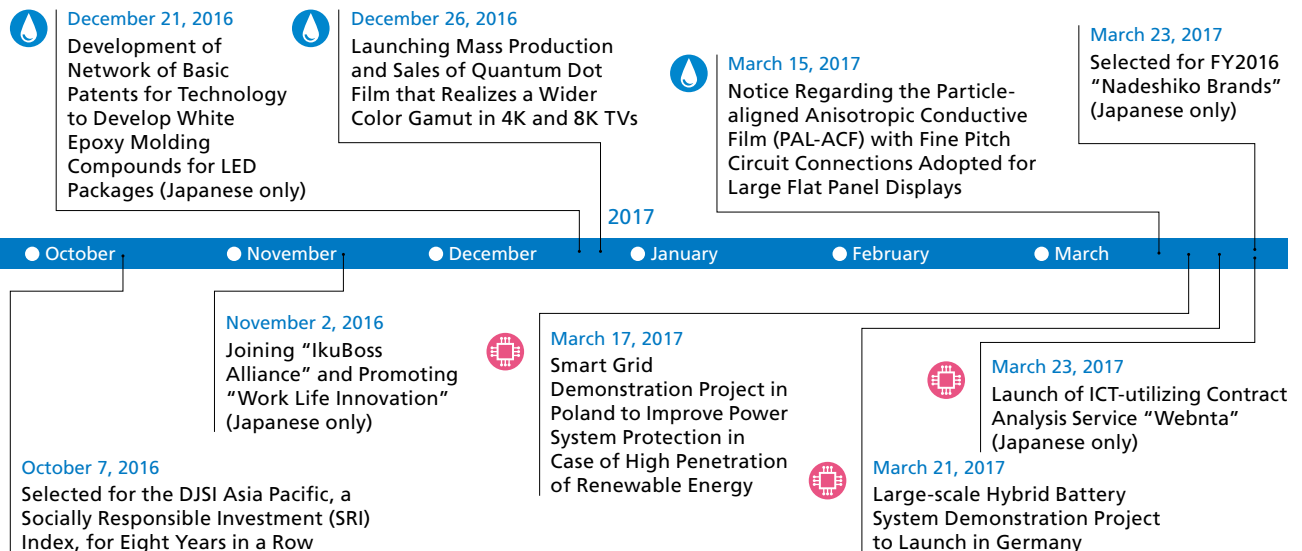 December 21, 2016
Development of
Network of Basic
Patents for Technology
to Develop White
Epoxy Molding
Compounds for LED
Packages (Japanese only)
December 26, 2016
Launching Mass Production
and Sales of Quantum Dot
Film that Realizes a Wider
Color Gamut in 4K and 8K TVs
March 15, 2017
Notice Regarding the Particle-
aligned Anisotropic Conductive
Film (PAL-ACF) with Fine Pitch
Circuit Connections Adopted for
Large Flat Panel Displays
March 23, 2017
Selected for FY2016
“Nadeshiko Brands”
(Japanese only)
2017
October
November
December
January
February
March
October 7, 2016
Selected for the DJSI Asia Pacific, a
Socially Responsible Investment (SRI)
Index, for Eight Years in a Row
November 2, 2016
Joining “IkuBoss
Alliance” and Promoting
“Work Life Innovation”
(Japanese only)
March 17, 2017
Smart Grid
Demonstration Project in
Poland to Improve Power
System Protection in
Case of High Penetration
of Renewable Energy
March 21, 2017
Large-scale Hybrid Battery
System Demonstration Project
to Launch in Germany
March 23, 2017
Launch of ICT-utilizing Contract
Analysis Service “Webnta”
(Japanese only)